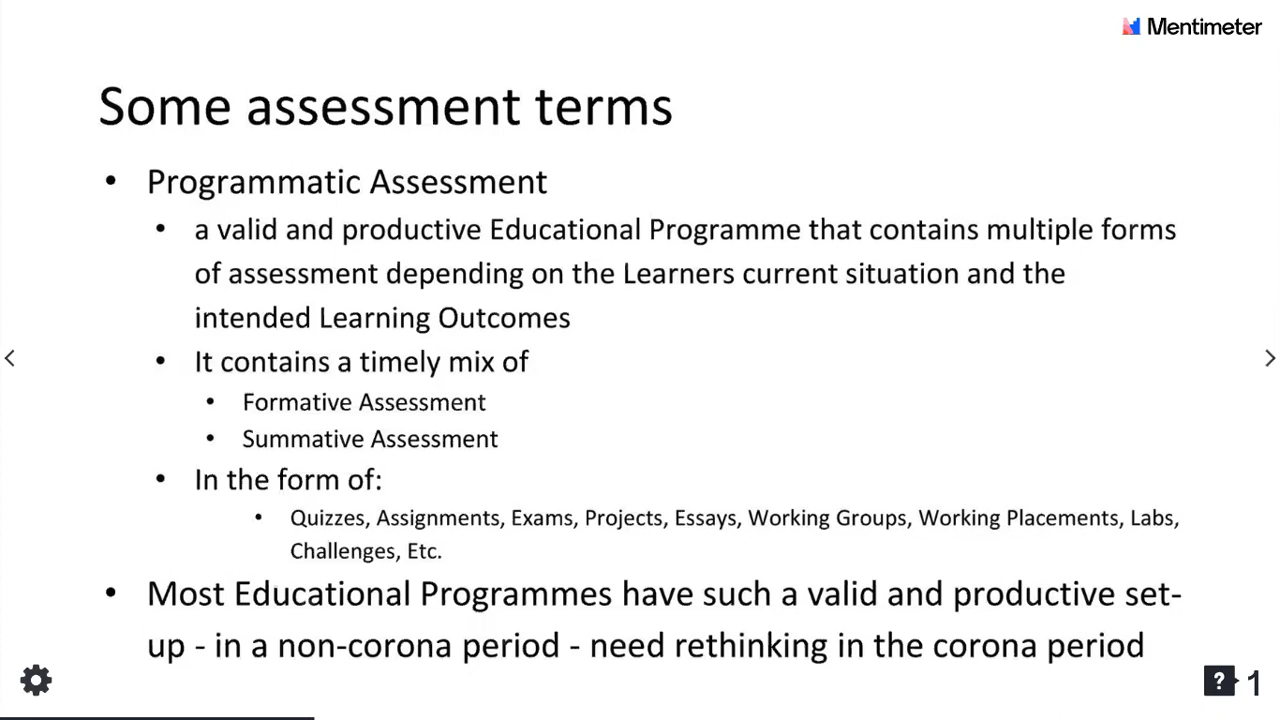 Mentimeter
Some assessment terms
• Programmatic Assessment
• a valid and productive Educational Programme that contains multiple forms
of assessment depending on the Learners current situation and the
intended Learning Outcomes
• It contains a timely mix of
• Formative Assessment
• Summative Assessment
• In the form of:
• Quizzes, Assignments, Exams, Projects, Essays, Working Groups, Working Placements, Labs,
Challenges, Etc.
• Most Educational Programmes have such a valid and productive set-
up - in a non-corona period - need rethinking in the corona period
? 1